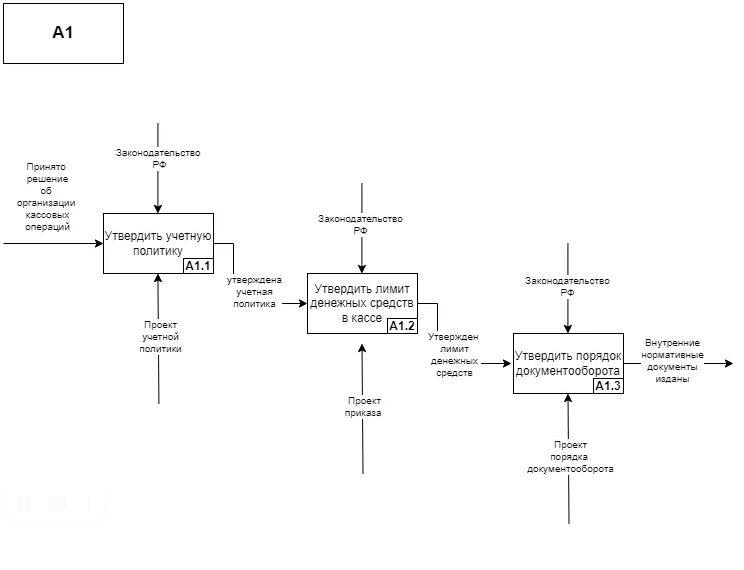 A1
Законодательство
РФ
Принято
решение
об
организации
кассовых
операций
Утвердить учетную
политику
A1.1
Проект
учетной
политики
утверждена
учетная
политика
Законодательство
РФ
Утвердить лимит
денежных средств
в кассе
A1.2
Проект
приказа
Утвержден
лимит
денежных
средств
Законодательство
РФ
Утвердить порядок
документооборота
A1.3
Проект
порядка
документооборота
Внутренние
нормативные
документы
изданы